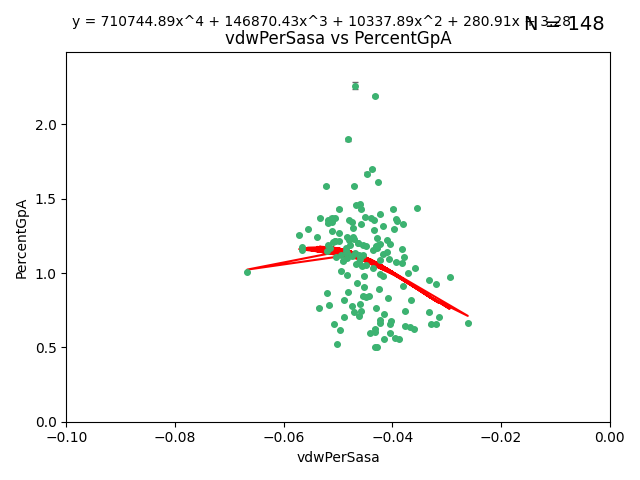 y = 710744.89x^4 + 146870.43x^3 + 10337.89x^2 + 280.91x + 3.28
N = 148
vdwPerSasa vs PercentGpA
PercentGpA
2.0
1.5
1.0
0.5
0.0
−0.10 −0.08 −0.06 −0.04 −0.02 0.00
vdwPerSasa